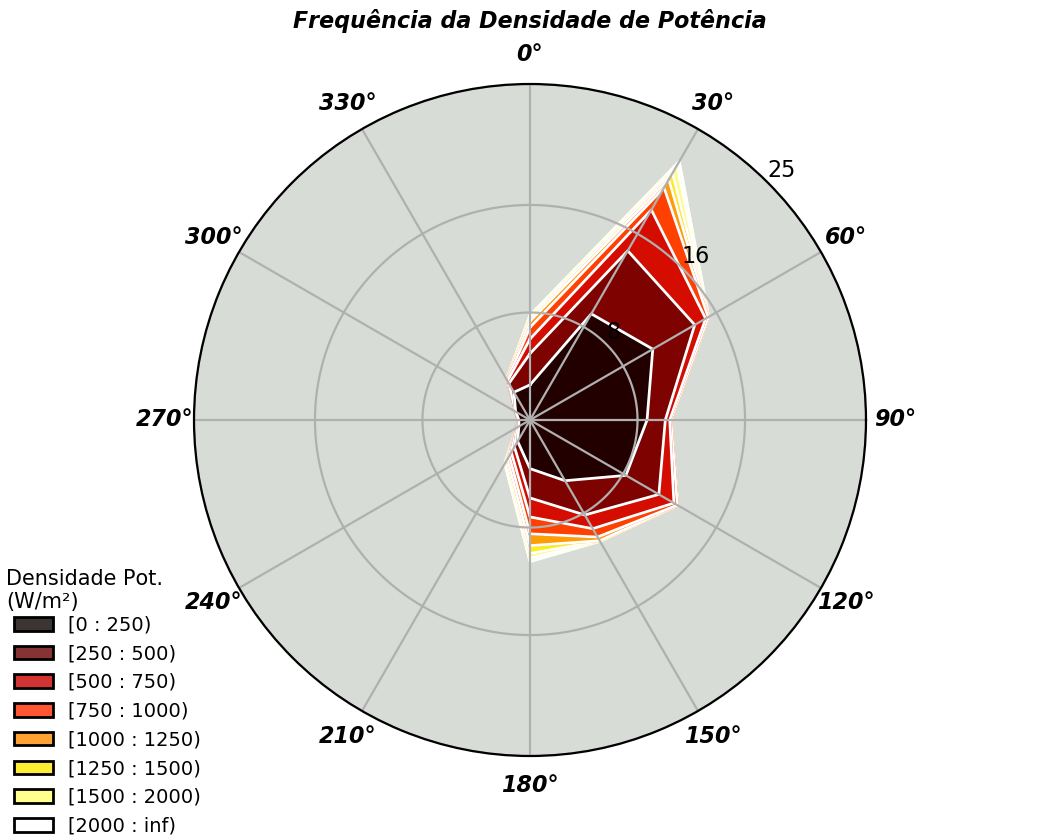 Frequência da Densidade de Potência
0°
330°
30°
25
300°
60°
16
8
270°
90°
240°
120°
210°
150°
180°
Densidade Pot.
(W/m²)
[0 : 250)
[250 : 500)
[500 : 750)
[750 : 1000)
[1000 : 1250)
[1250 : 1500)
[1500 : 2000)
[2000 : inf)